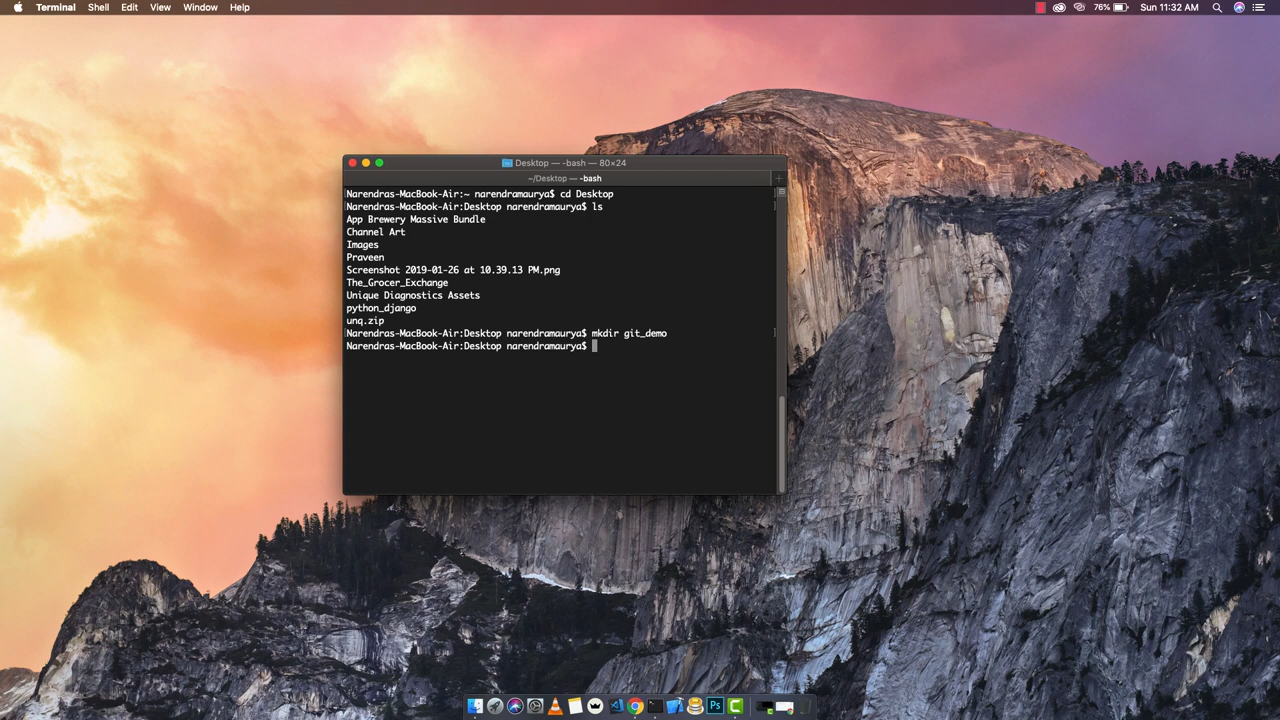 Terminal Shell Edit View Window Help 76% Sun 11:32 AM
Desktop — -bash — 80×24
~/Desktop — -bash
Narendras-MacBook-Air:~ narendramaurya$ cd Desktop
Narendras-MacBook-Air:Desktop narendramaurya$ ls
App Brewery Massive Bundle
Channel Art
Images
Praveen
Screenshot 2019-01-26 at 10.39.13 PM.png
The_Grocer_Exchange
Unique Diagnostics Assets
python_django
unq.zip
Narendras-MacBook-Air:Desktop narendramaurya$ mkdir git_demo
Narendras-MacBook-Air:Desktop narendramaurya$
Ps